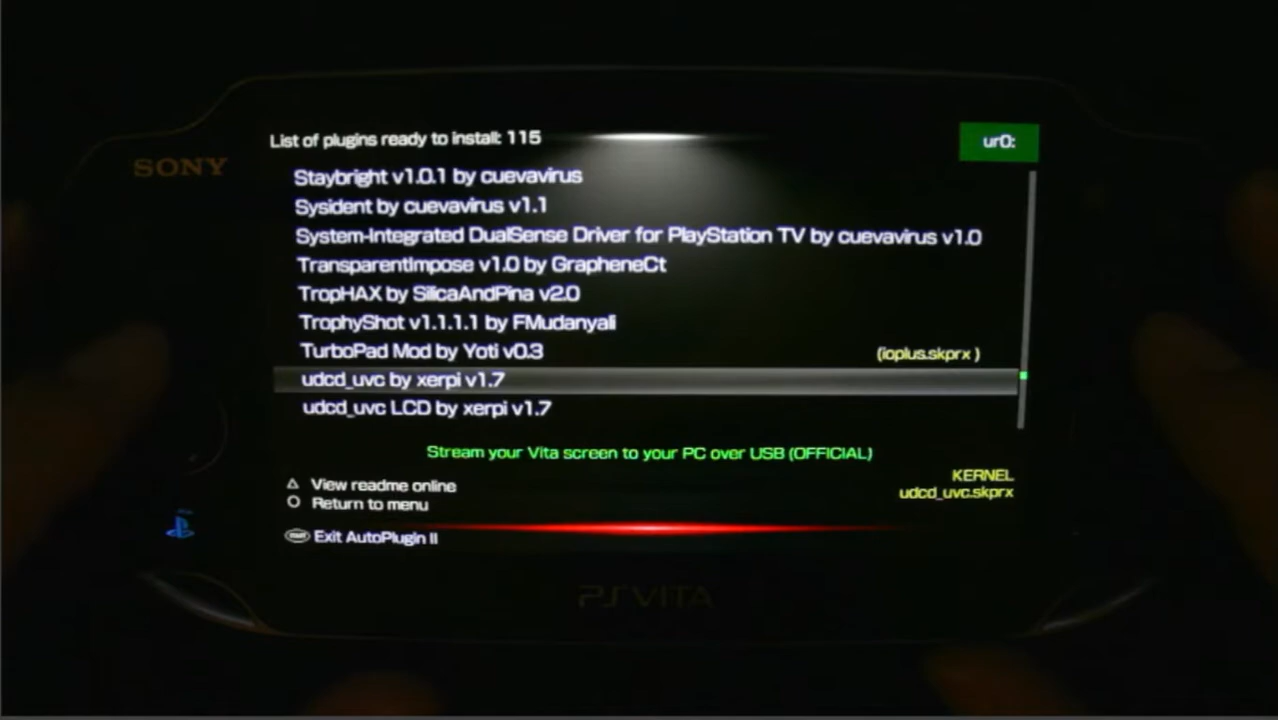 List of plugins ready to install: 115
ur0:
SONY
Staybright v1.0.1 by cuevavirus
Sysident by cuevavirus v1.1
System-Integrated DualSense Driver for PlayStation TV by cuevavirus v1.0
TransparentImpose v1.0 by GrapheneCt
TropHAX by SilicaAndPina v2.0
TrophyShot v1.1.1.1 by FMudanyali
TurboPad Mod by Yoti v0.3 (ioplus.skprx )
udcd_uvc by xerpi v1.7
udcd_uvc LCD by xerpi v1.7
Stream your Vita screen to your PC over USB (OFFICIAL)
KERNEL
View readme online
udcd_uvc.skprx
Return to menu
START Exit AutoPlugin II
PSVITA